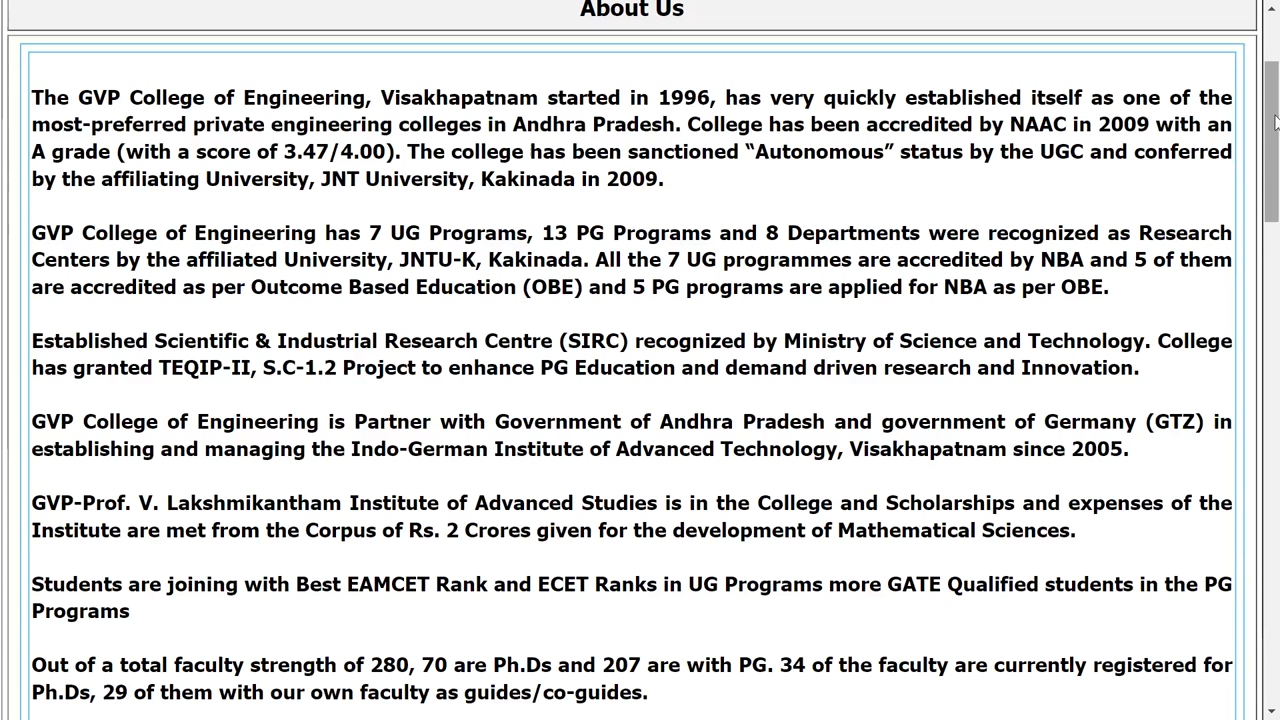 About Us
The GVP College of Engineering, Visakhapatnam started in 1996, has very quickly established itself as one of the
most-preferred private engineering colleges in Andhra Pradesh. College has been accredited by NAAC in 2009 with an
A grade (with a score of 3.47/4.00). The college has been sanctioned “Autonomous” status by the UGC and conferred
by the affiliating University, JNT University, Kakinada in 2009.
GVP College of Engineering has 7 UG Programs, 13 PG Programs and 8 Departments were recognized as Research
Centers by the affiliated University, JNTU-K, Kakinada. All the 7 UG programmes are accredited by NBA and 5 of them
are accredited as per Outcome Based Education (OBE) and 5 PG programs are applied for NBA as per OBE.
Established Scientific & Industrial Research Centre (SIRC) recognized by Ministry of Science and Technology. College
has granted TEQIP-II, S.C-1.2 Project to enhance PG Education and demand driven research and Innovation.
GVP College of Engineering is Partner with Government of Andhra Pradesh and government of Germany (GTZ) in
establishing and managing the Indo-German Institute of Advanced Technology, Visakhapatnam since 2005.
GVP-Prof. V. Lakshmikantham Institute of Advanced Studies is in the College and Scholarships and expenses of the
Institute are met from the Corpus of Rs. 2 Crores given for the development of Mathematical Sciences.
Students are joining with Best EAMCET Rank and ECET Ranks in UG Programs more GATE Qualified students in the PG
Programs
Out of a total faculty strength of 280, 70 are Ph.Ds and 207 are with PG. 34 of the faculty are currently registered for
Ph.Ds, 29 of them with our own faculty as guides/co-guides.